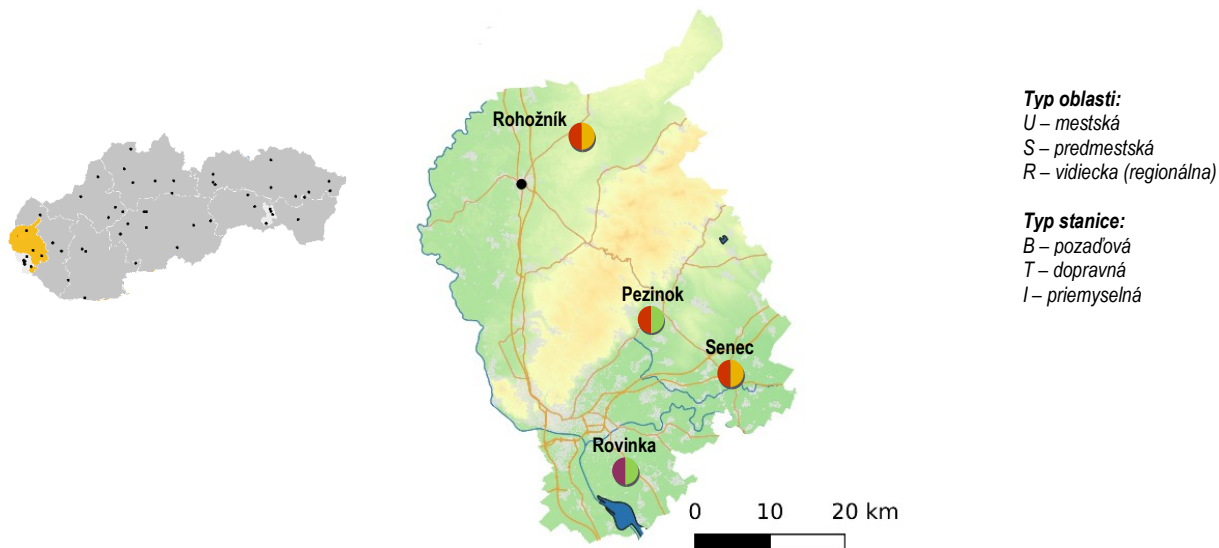 Rohožník
Pezinok
Senec
Rovinka
0 10 20 km
Typ oblasti:
U – mestská
S – predmestská
R – vidiecka (regionálna)
Typ stanice:
B – pozaďová
T – dopravná
I – priemyselná